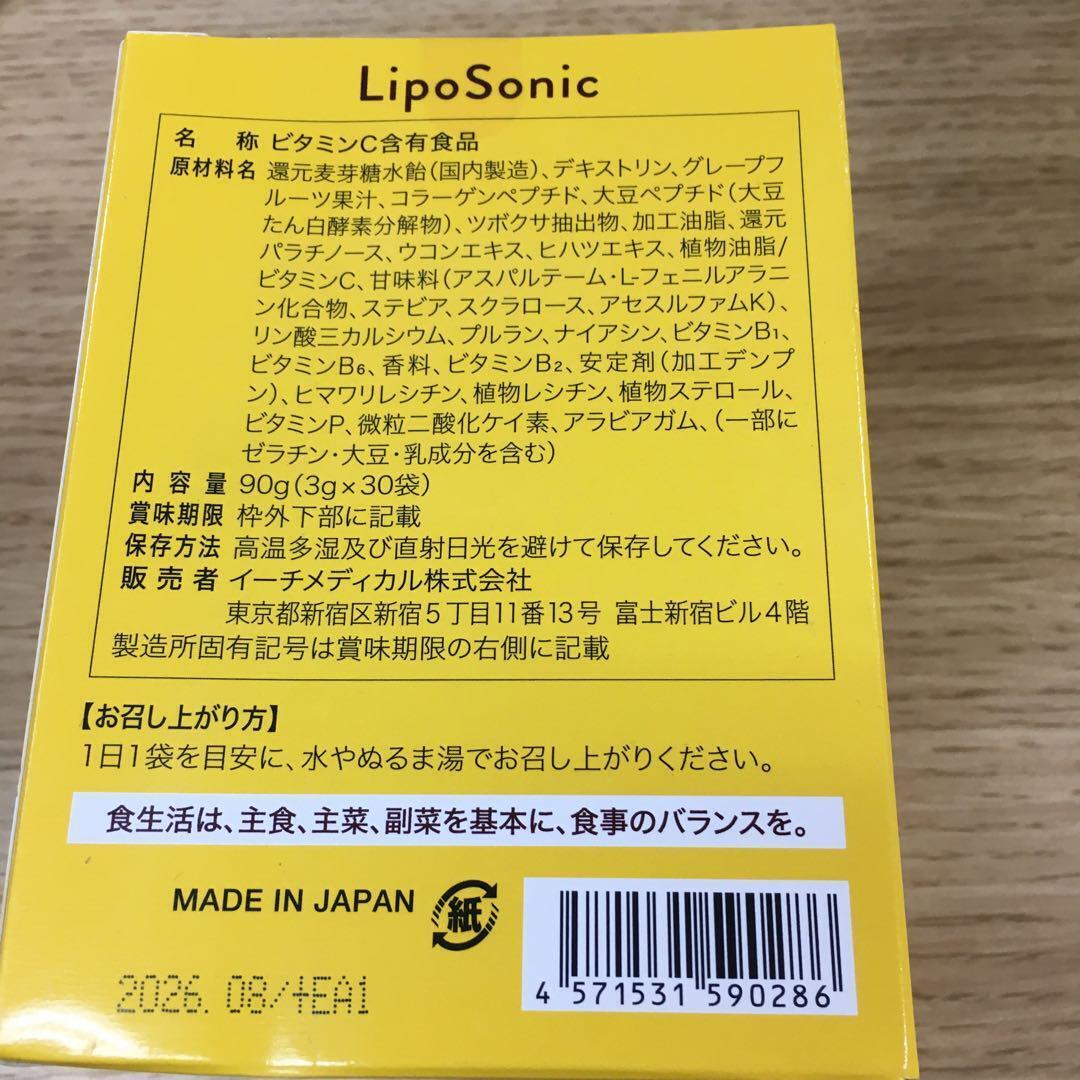 LipoSonic
名称 ビタミンC含有食品
原材料名 還元麦芽糖水飴(国内製造)、デキストリン、グレープフ
ルーツ果汁、コラーゲンペプチド、大豆ペプチド(大豆
たん白酵素分解物)、ツボクサ抽出物、加工油脂、還元
パラチノース、ウコンエキス、ヒハツエキス、植物油脂/
ビタミンC、甘味料(アスパルテーム・L-フェニルアラニ
ン化合物、ステビア、スクラロース、アセスルファムK)、
リン酸三カルシウム、プルラン、ナイアシン、ビタミンB₁、
ビタミンB₆、香料、ビタミンB₂、安定剤(加工デンプ
ン)、ヒマワリレシチン、植物レシチン、植物ステロール、
ビタミンP、微粒二酸化ケイ素、アラビアガム、(一部に
ゼラチン・大豆・乳成分を含む)
内容量 90g(3g×30袋)
賞味期限 枠外下部に記載
保存方法 高温多湿及び直射日光を避けて保存してください。
販売者 イーチメディカル株式会社
東京都新宿区新宿5丁目11番13号 富士新宿ビル4階
製造所固有記号は賞味期限の右側に記載
【お召し上がり方】
1日1袋を目安に、水やぬるま湯でお召し上がりください。
食生活は、主食、主菜、副菜を基本に、食事のバランスを。
MADE IN JAPAN 紙
2026.08/4EA1
4 571531 590286